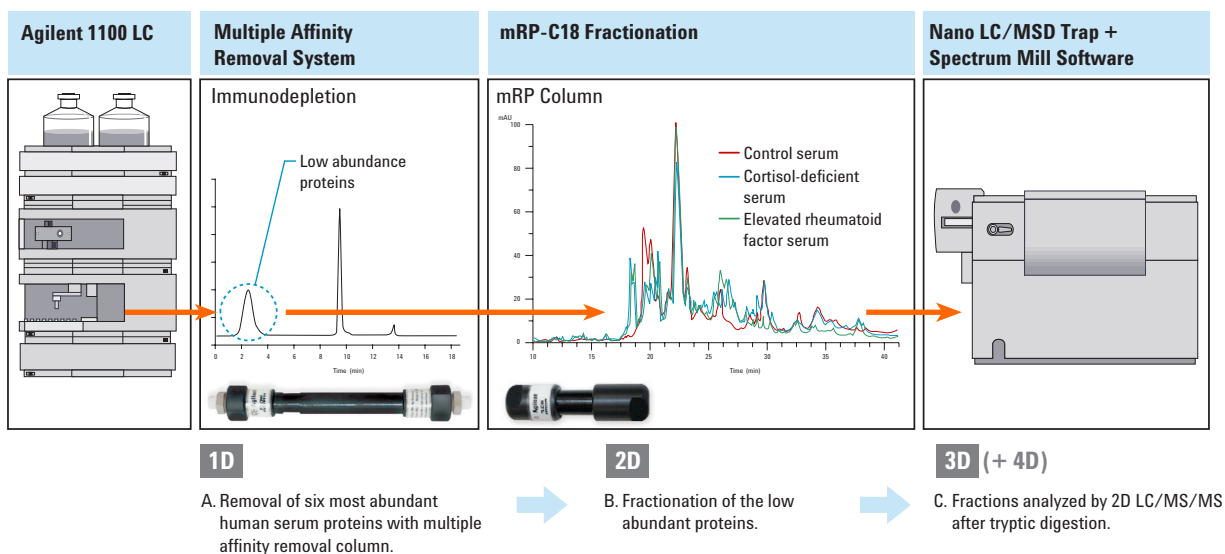 Agilent 1100 LC
Multiple Affinity
Removal System
mRP-C18 Fractionation
Nano LC/MSD Trap +
Spectrum Mill Software
Immunodepletion
Low abundance
proteins
0 2 4 6 8 10 12 14 16 18
Time (min)
mRP Column
mAU
100
80
60
40
20
0
Control serum
Cortisol-deficient
serum
Elevated rheumatoid
factor serum
10 15 20 25 30 35 40
Time (min)
Agilent
1D
A. Removal of six most abundant
human serum proteins with multiple
affinity removal column.
2D
B. Fractionation of the low
abundant proteins.
3D (+ 4D)
C. Fractions analyzed by 2D LC/MS/MS
after tryptic digestion.